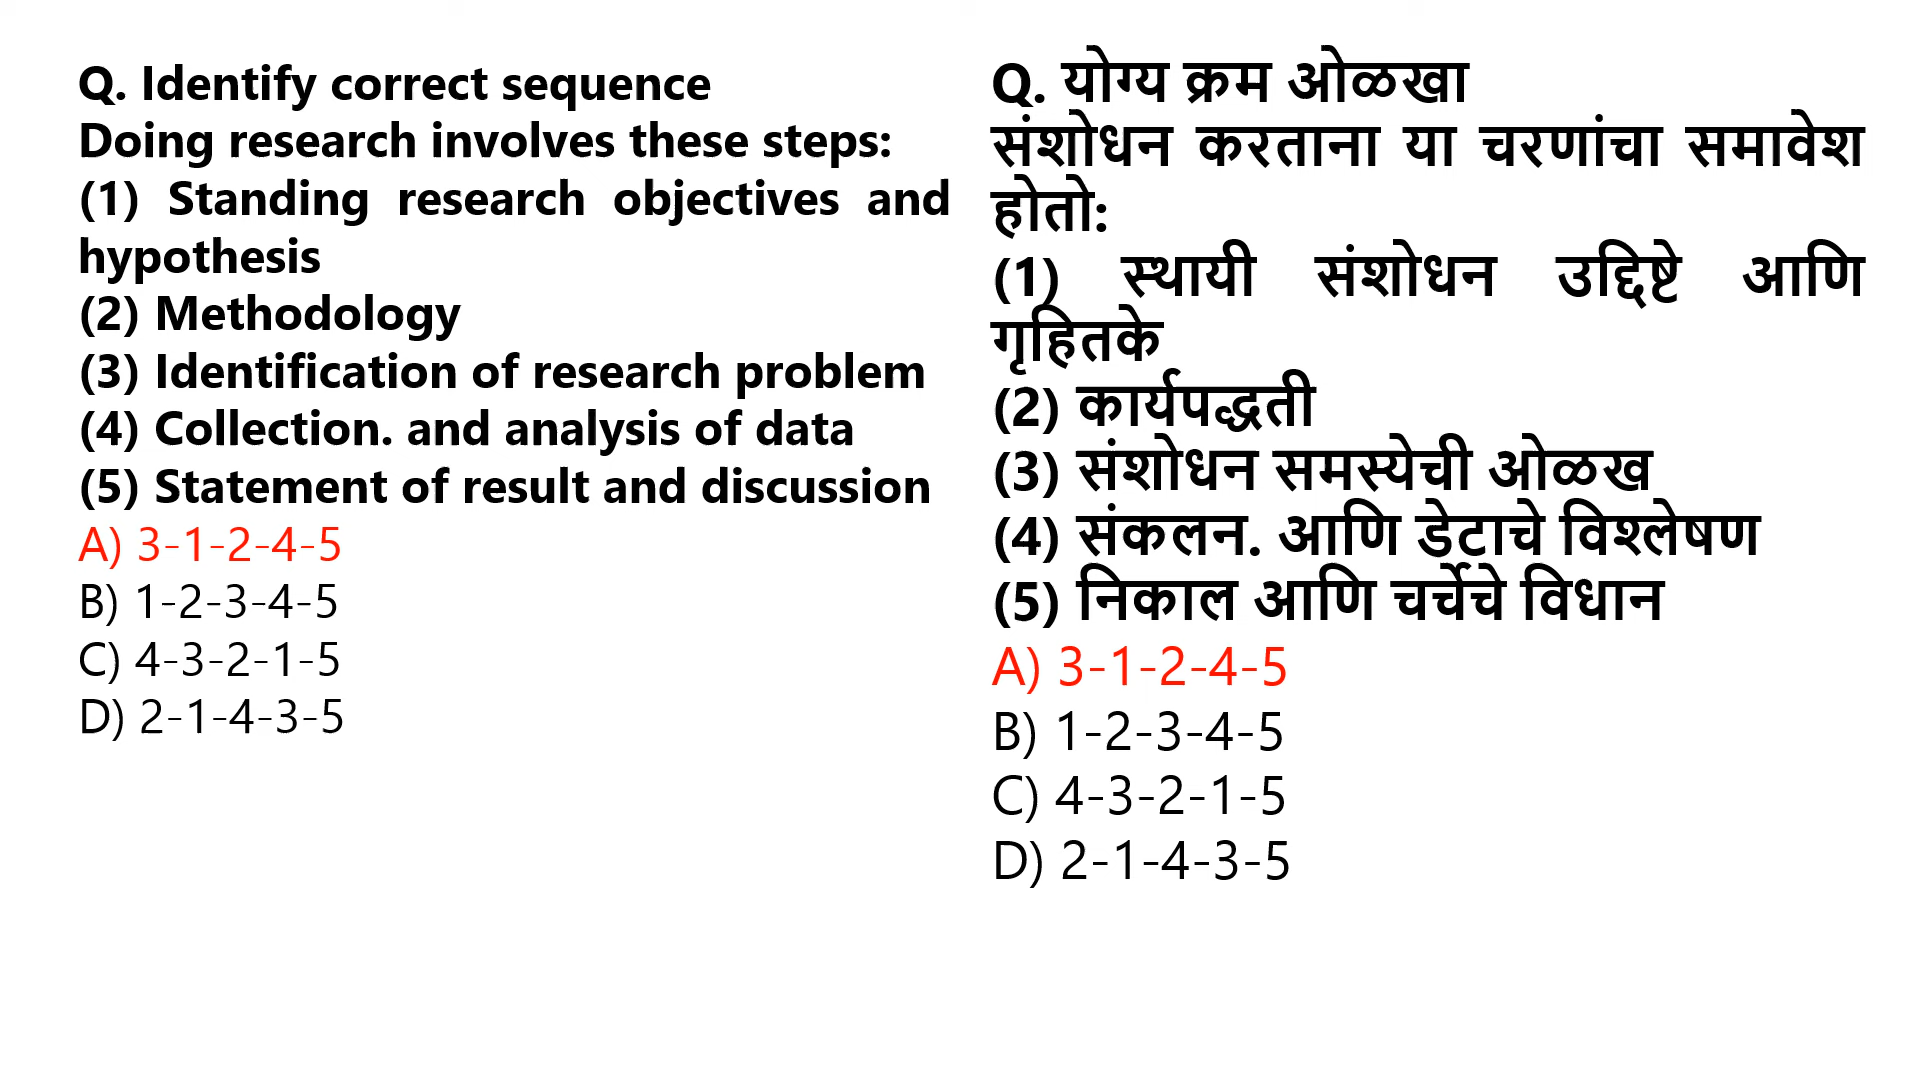 Q. Identify correct sequence
Doing research involves these steps:
(1) Standing research objectives and
hypothesis
(2) Methodology
(3) Identification of research problem
(4) Collection. and analysis of data
(5) Statement of result and discussion
A) 3-1-2-4-5
B) 1-2-3-4-5
C) 4-3-2-1-5
D) 2-1-4-3-5
Q. योग्य क्रम ओळखा
संशोधन करताना या चरणांचा समावेश
होतो:
(1) स्थायी संशोधन उद्दिष्टे आणि
गृहितके
(2) कार्यपद्धती
(3) संशोधन समस्येची ओळख
(4) संकलन. आणि डेटाचे विश्लेषण
(5) निकाल आणि चर्चेचे विधान
A) 3-1-2-4-5
B) 1-2-3-4-5
C) 4-3-2-1-5
D) 2-1-4-3-5